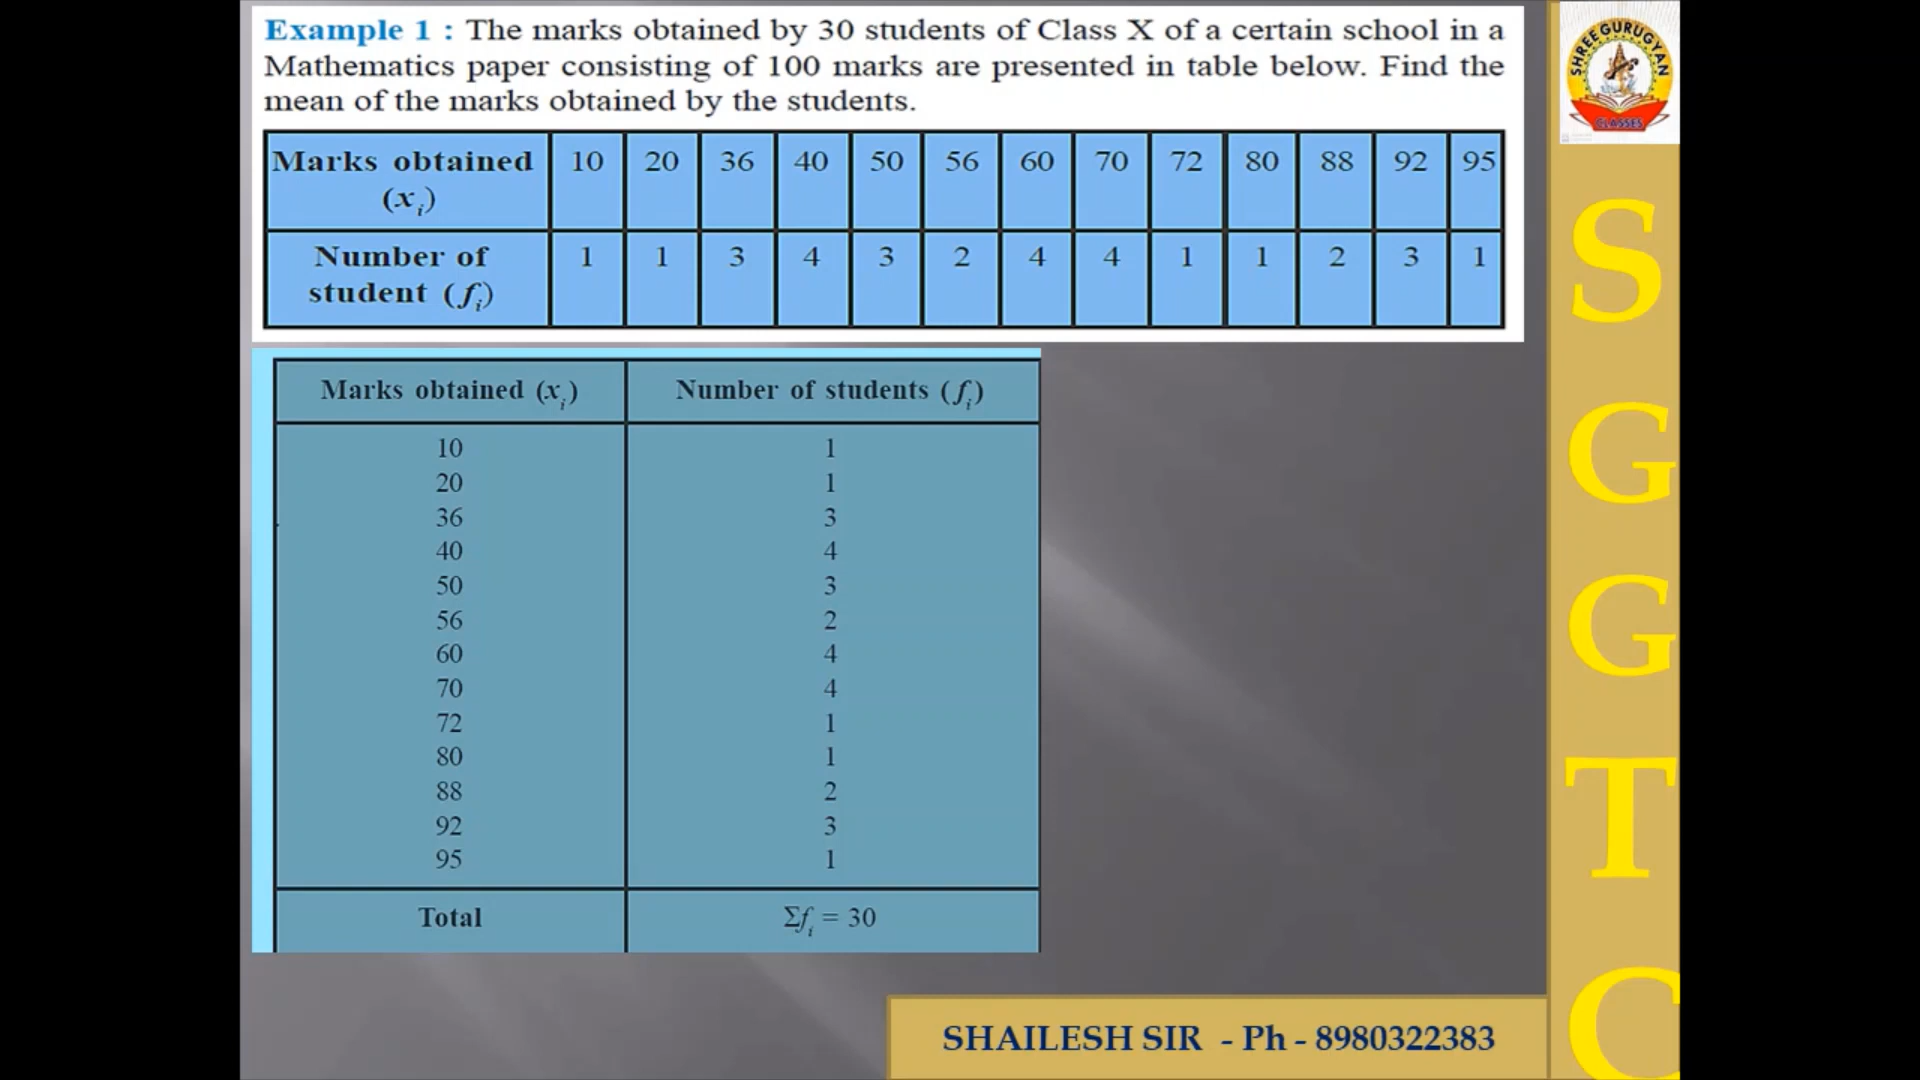 Example 1 : The marks obtained by 30 students of Class X of a certain school in a
Mathematics paper consisting of 100 marks are presented in table below. Find the
mean of the marks obtained by the students.
Marks obtained 10 20 36 40 50 56 60 70 72 80 88 92 95
(xi)
Number of 1 1 3 4 3 2 4 4 1 1 2 3 1
student (fi)
Marks obtained (xi) Number of students (fi)
10 1
20 1
36 3
40 4
50 3
56 2
60 4
70 4
72 1
80 1
88 2
92 3
95 1
Total Σfi = 30
SHREE GURUGYAN
CLASSES
S
G
G
T
C
SHAILESH SIR - Ph - 8980322383